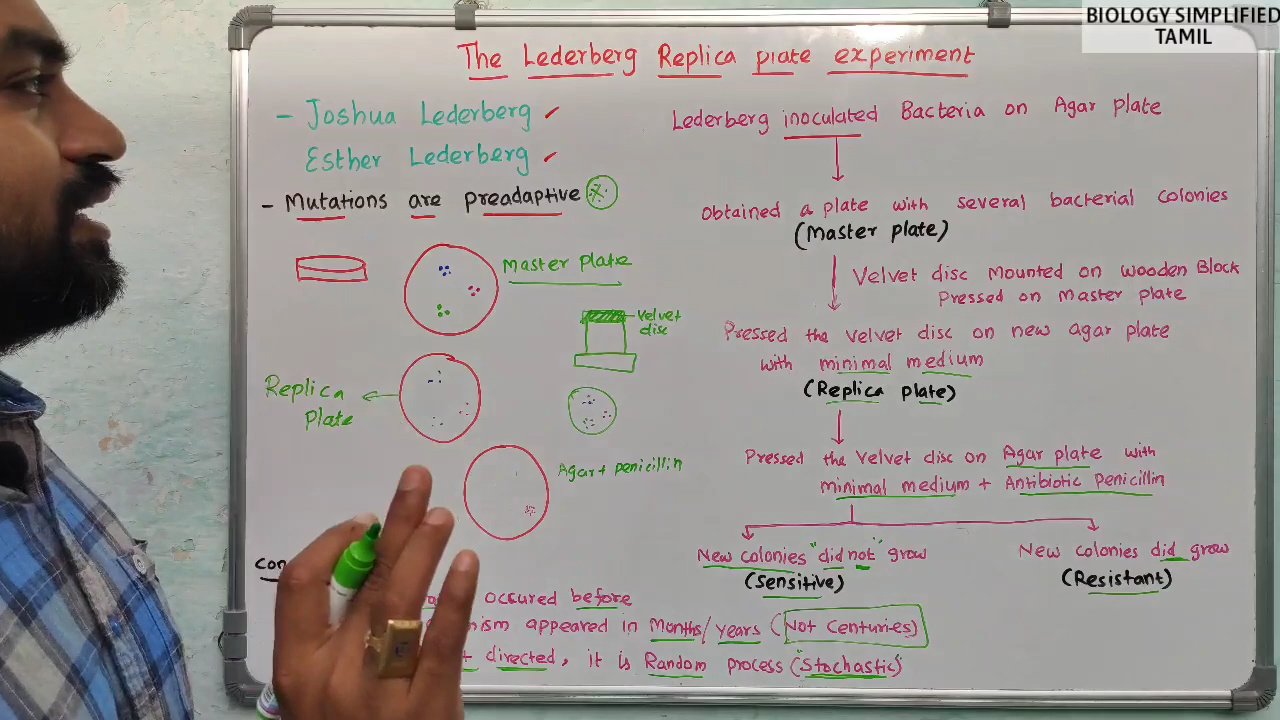 BIOLOGY SIMPLIFIED
TAMIL
The Lederberg Replica plate experiment
- Joshua Lederberg ✓
Esther Lederberg ✓
- Mutations are preadaptive
Master plate
Velvet
disc
Replica
Plate
Agar + Penicillin
Lederberg inoculated Bacteria on Agar plate
Obtained a plate with several bacterial colonies
(Master plate)
Velvet disc Mounted on wooden Block
Pressed on Master plate
Pressed the velvet disc on new agar plate
with minimal medium
(Replica plate)
Pressed the velvet disc on Agar plate with
minimal medium + Antibiotic Penicillin
New colonies "did not" grow
(Sensitive)
New colonies did grow
(Resistant)
con
occured before
nism appeared in Months/years (Not Centuries)
directed, it is Random process ("Stochastic")